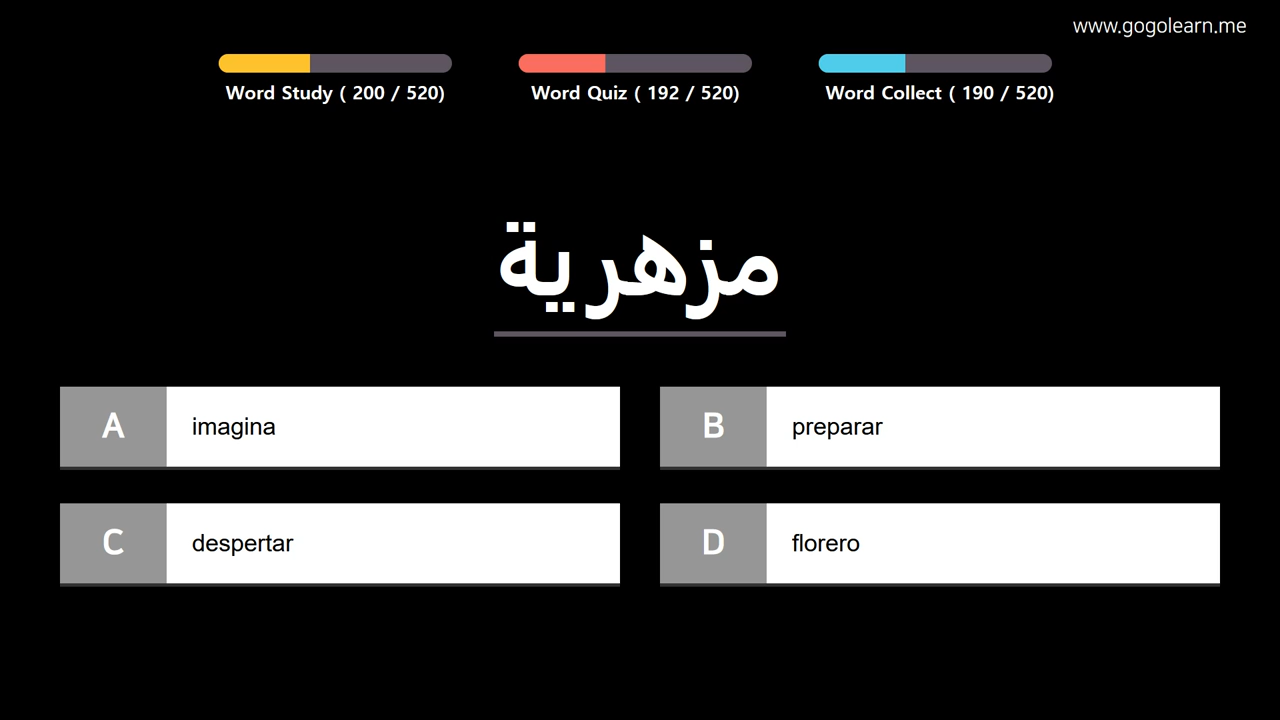 www.gogolearn.me
Word Study ( 200 / 520)
Word Quiz ( 192 / 520)
Word Collect ( 190 / 520)
مزهرية
A imagina
B preparar
C despertar
D florero